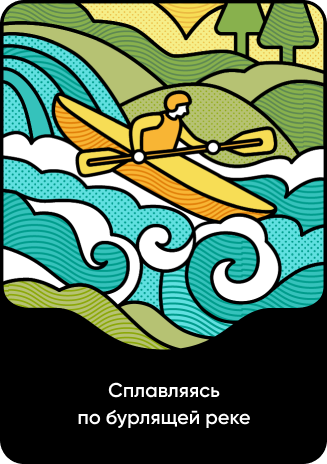 Сплавляясь
по бурлящей реке